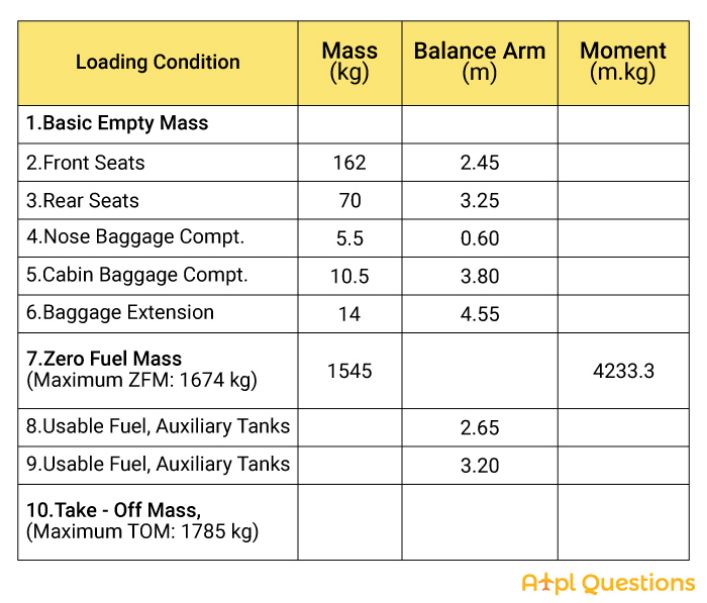 Loading Condition Mass (kg) Balance Arm (m) Moment (m.kg)
1.Basic Empty Mass
2.Front Seats 162 2.45
3.Rear Seats 70 3.25
4.Nose Baggage Compt. 5.5 0.60
5.Cabin Baggage Compt. 10.5 3.80
6.Baggage Extension 14 4.55
7.Zero Fuel Mass
(Maximum ZFM: 1674 kg) 1545 4233.3
8.Usable Fuel, Auxiliary Tanks 2.65
9.Usable Fuel, Auxiliary Tanks 3.20
10.Take - Off Mass,
(Maximum TOM: 1785 kg)
Atpl Questions